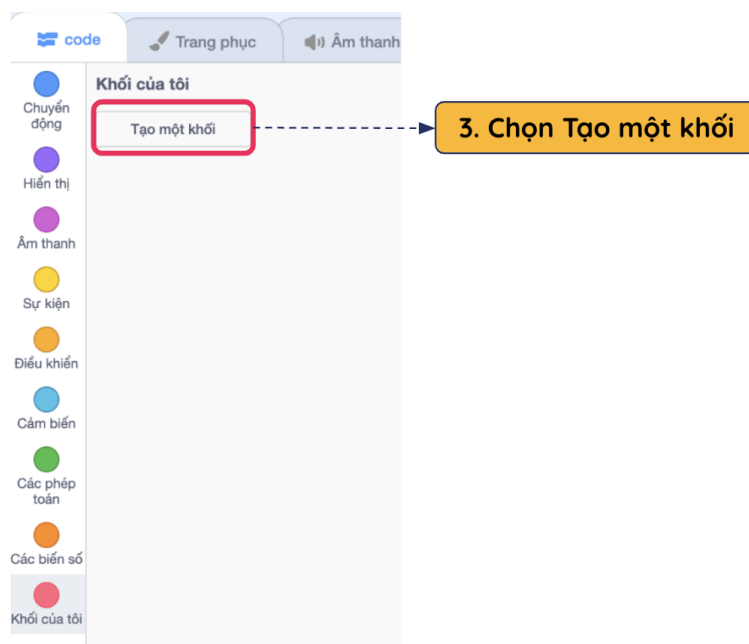 code
Trang phục
Âm thanh
Khối của tôi
Tạo một khối
3. Chọn Tạo một khối
Chuyển
động
Hiển thị
Âm thanh
Sự kiện
Điều khiển
Cảm biến
Các phép
toán
Các biến số
Khối của tôi